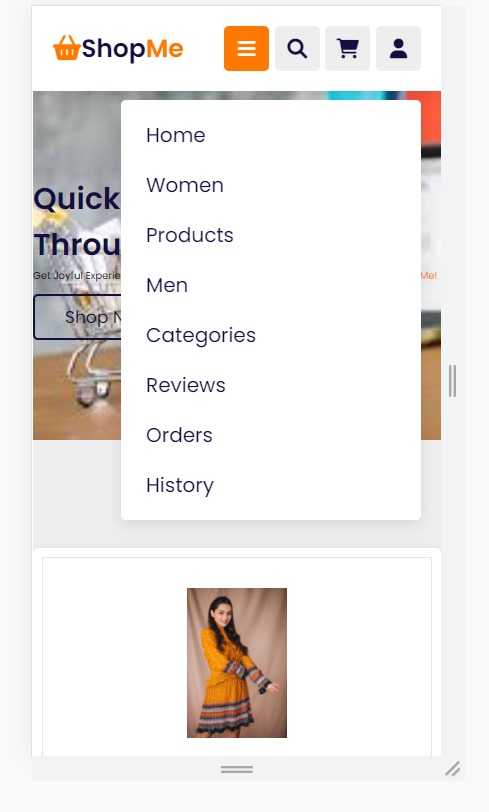 ShopMe
Home
Women
Quick
Products
Throu
Get Joyful Experie
Me!
Men
Shop N
Categories
Reviews
Orders
History